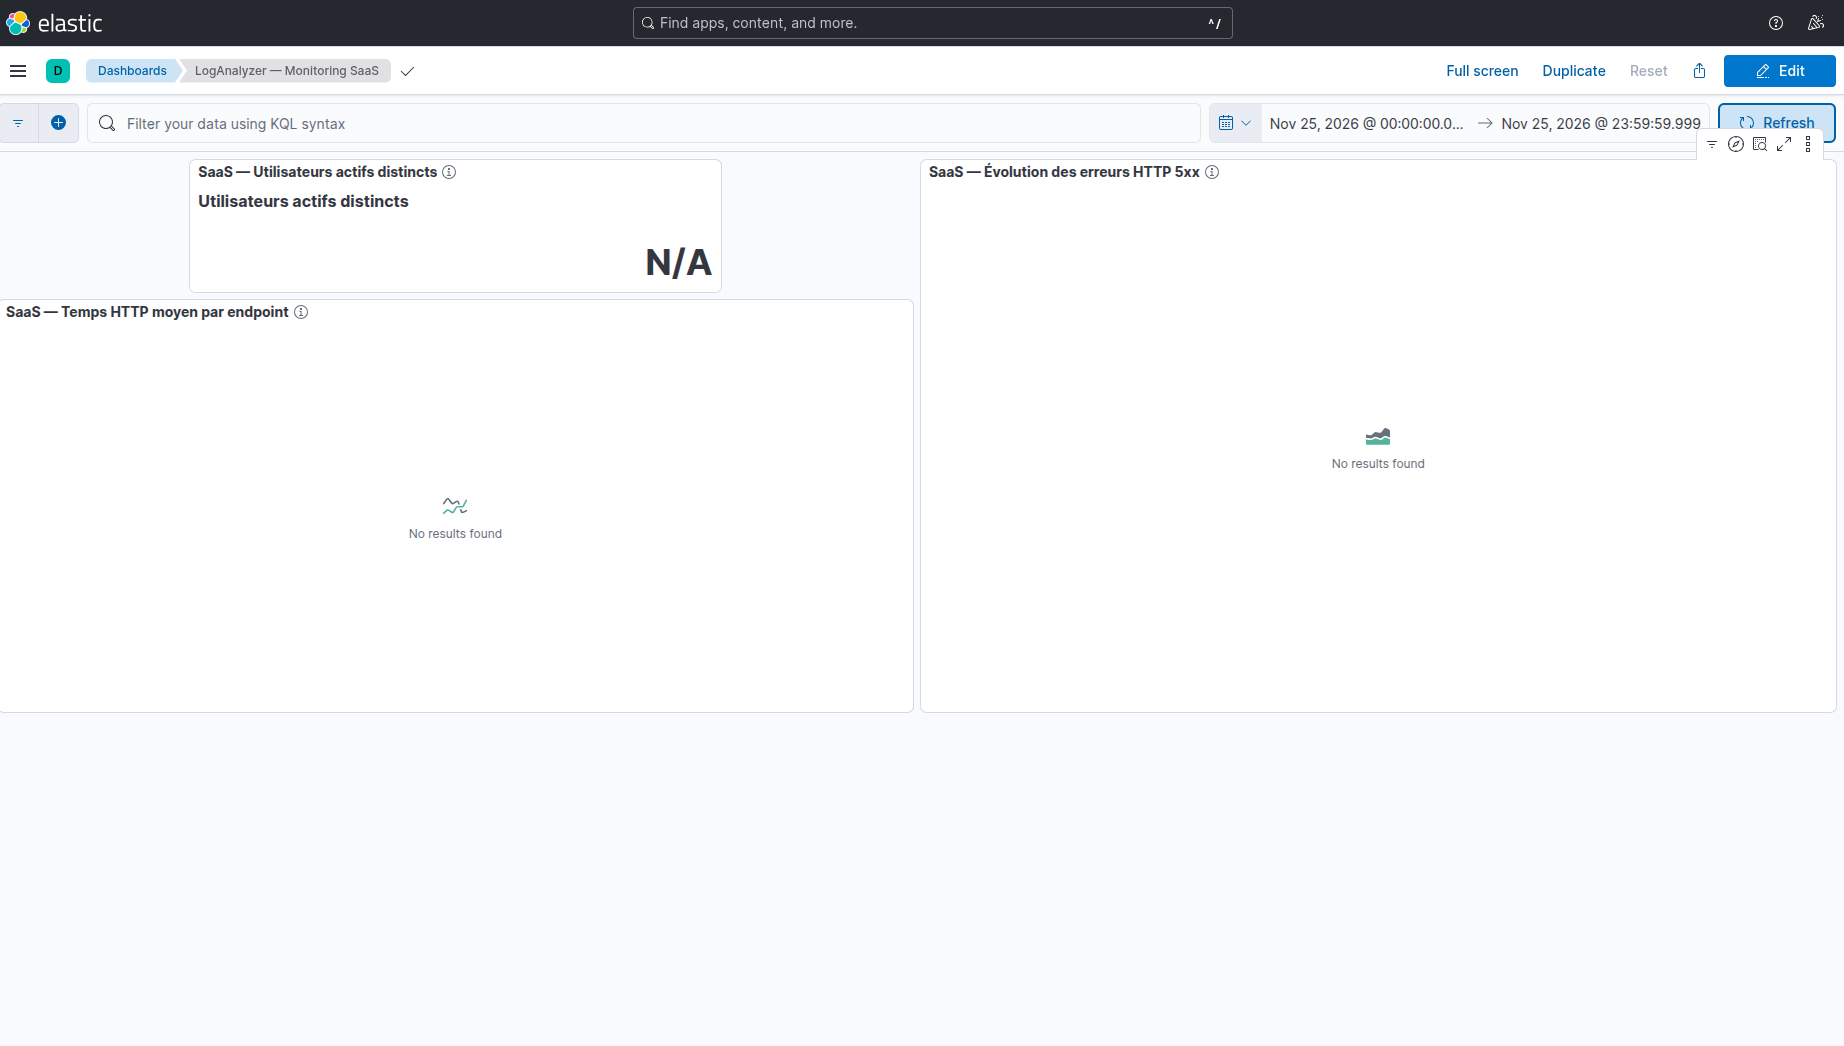 elastic
Find apps, content, and more.
^/
D
Dashboards
LogAnalyzer — Monitoring SaaS
Full screen
Duplicate
Reset
Edit
Filter your data using KQL syntax
Nov 25, 2026 @ 00:00:00.0...
Nov 25, 2026 @ 23:59:59.999
Refresh
SaaS — Utilisateurs actifs distincts
Utilisateurs actifs distincts
N/A
SaaS — Évolution des erreurs HTTP 5xx
No results found
SaaS — Temps HTTP moyen par endpoint
No results found